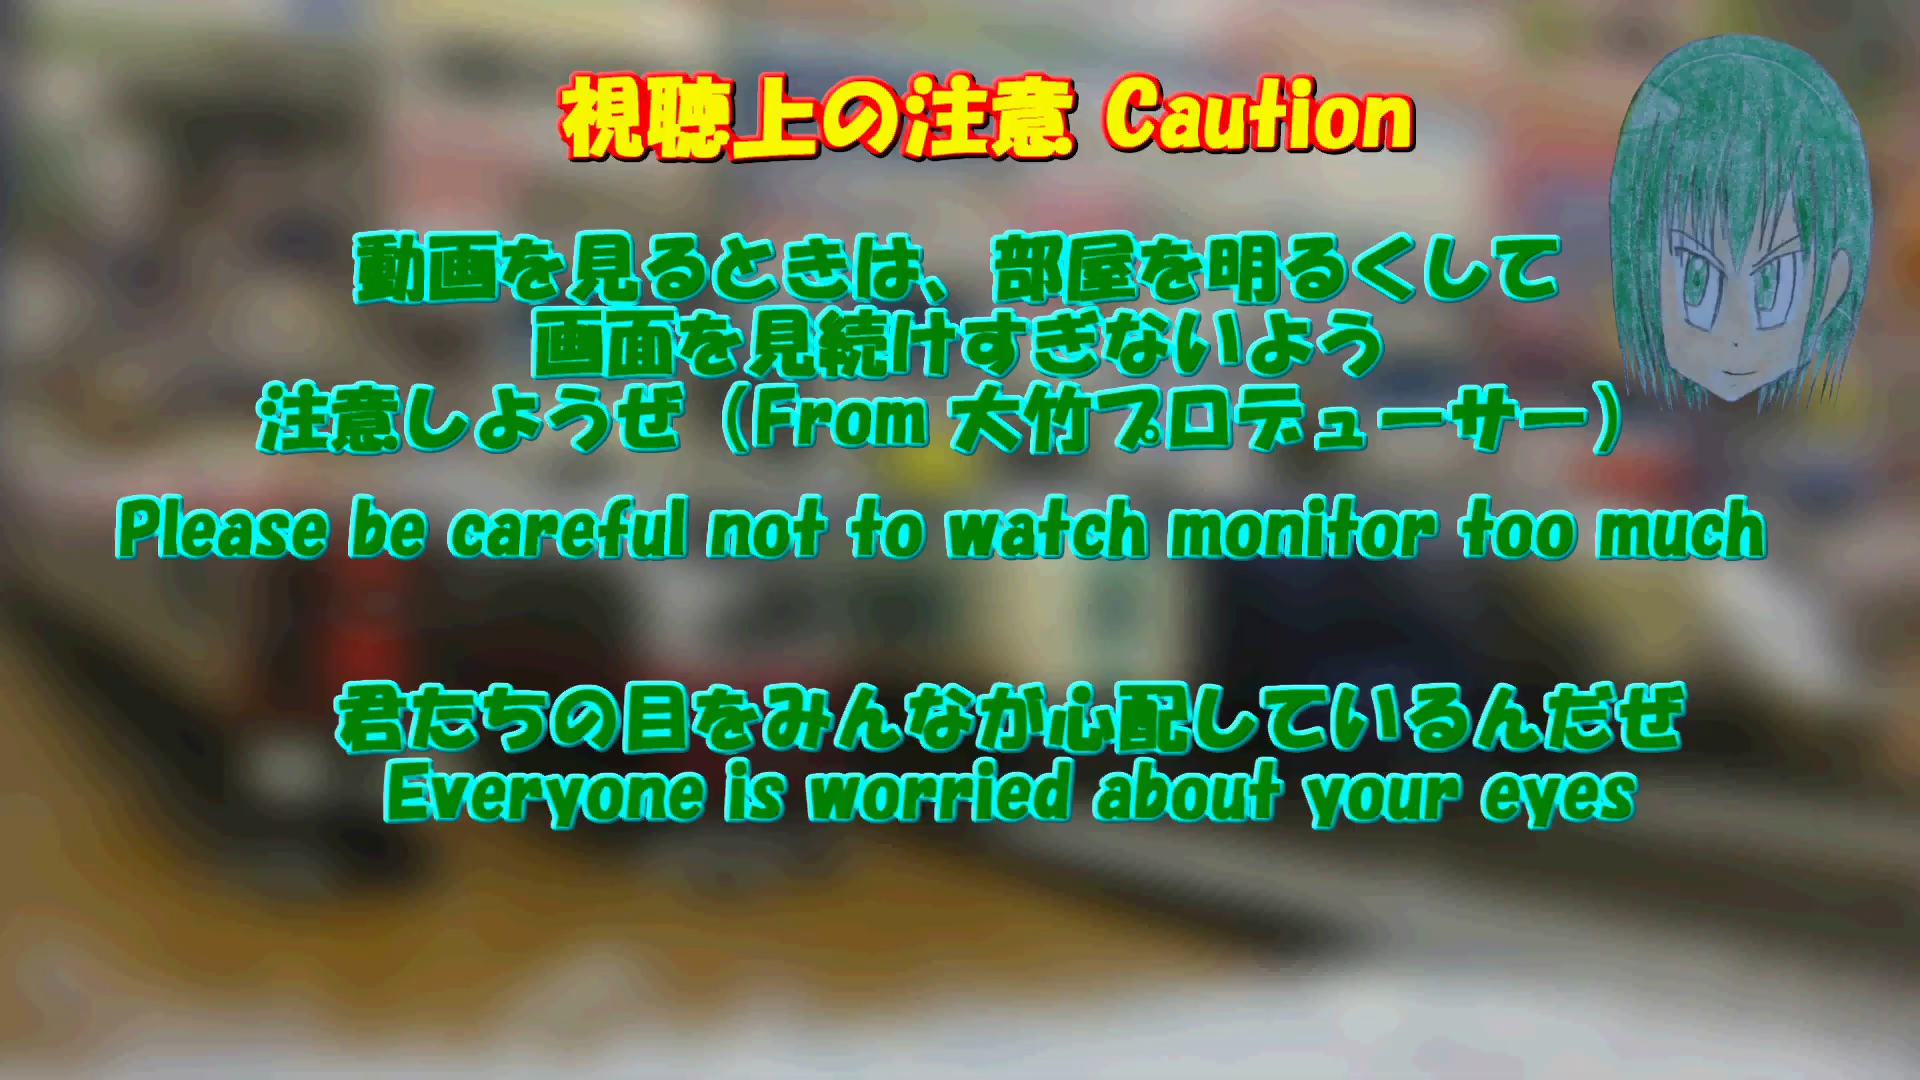 視聴上の注意 Caution
動画を見るときは、部屋を明るくして
画面を見続けすぎないよう
注意しようぜ（From 大竹プロデューサー）
Please be careful not to watch monitor too much
君たちの目をみんなが心配しているんだぜ
Everyone is worried about your eyes